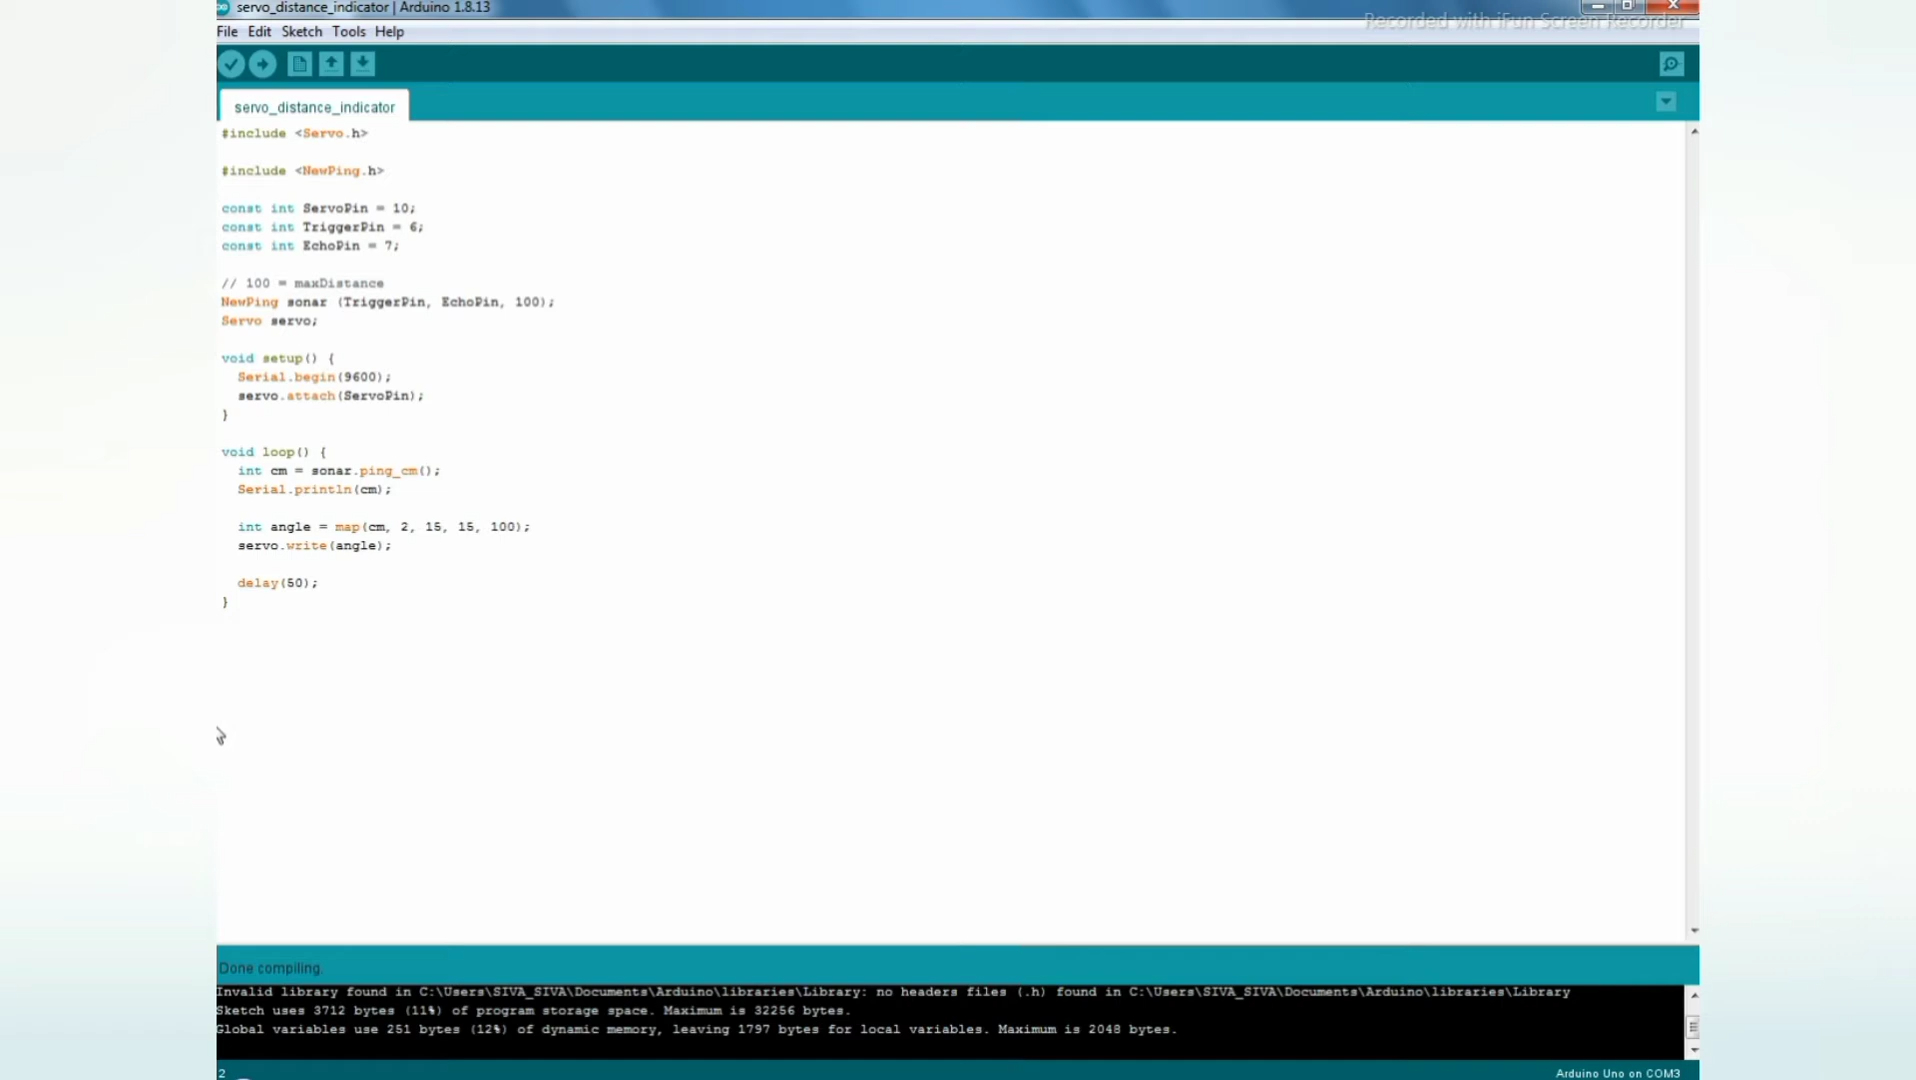 servo_distance_indicator | Arduino 1.8.13
Recorded with iFun Screen Recorder
File Edit Sketch Tools Help
servo_distance_indicator
#include <Servo.h>
#include <NewPing.h>
const int ServoPin = 10;
const int TriggerPin = 6;
const int EchoPin = 7;
// 100 = maxDistance
NewPing sonar (TriggerPin, EchoPin, 100);
Servo servo;
void setup() {
Serial.begin(9600);
servo.attach(ServoPin);
}
void loop() {
int cm = sonar.ping_cm();
Serial.println(cm);
int angle = map(cm, 2, 15, 15, 100);
servo.write(angle);
delay(50);
}
Done compiling.
Invalid library found in C:\Users\SIVA_SIVA\Documents\Arduino\libraries\Library: no headers files (.h) found in C:\Users\SIVA_SIVA\Documents\Arduino\libraries\Library
Sketch uses 3712 bytes (11%) of program storage space. Maximum is 32256 bytes.
Global variables use 251 bytes (12%) of dynamic memory, leaving 1797 bytes for local variables. Maximum is 2048 bytes.
2
Arduino Uno on COM3